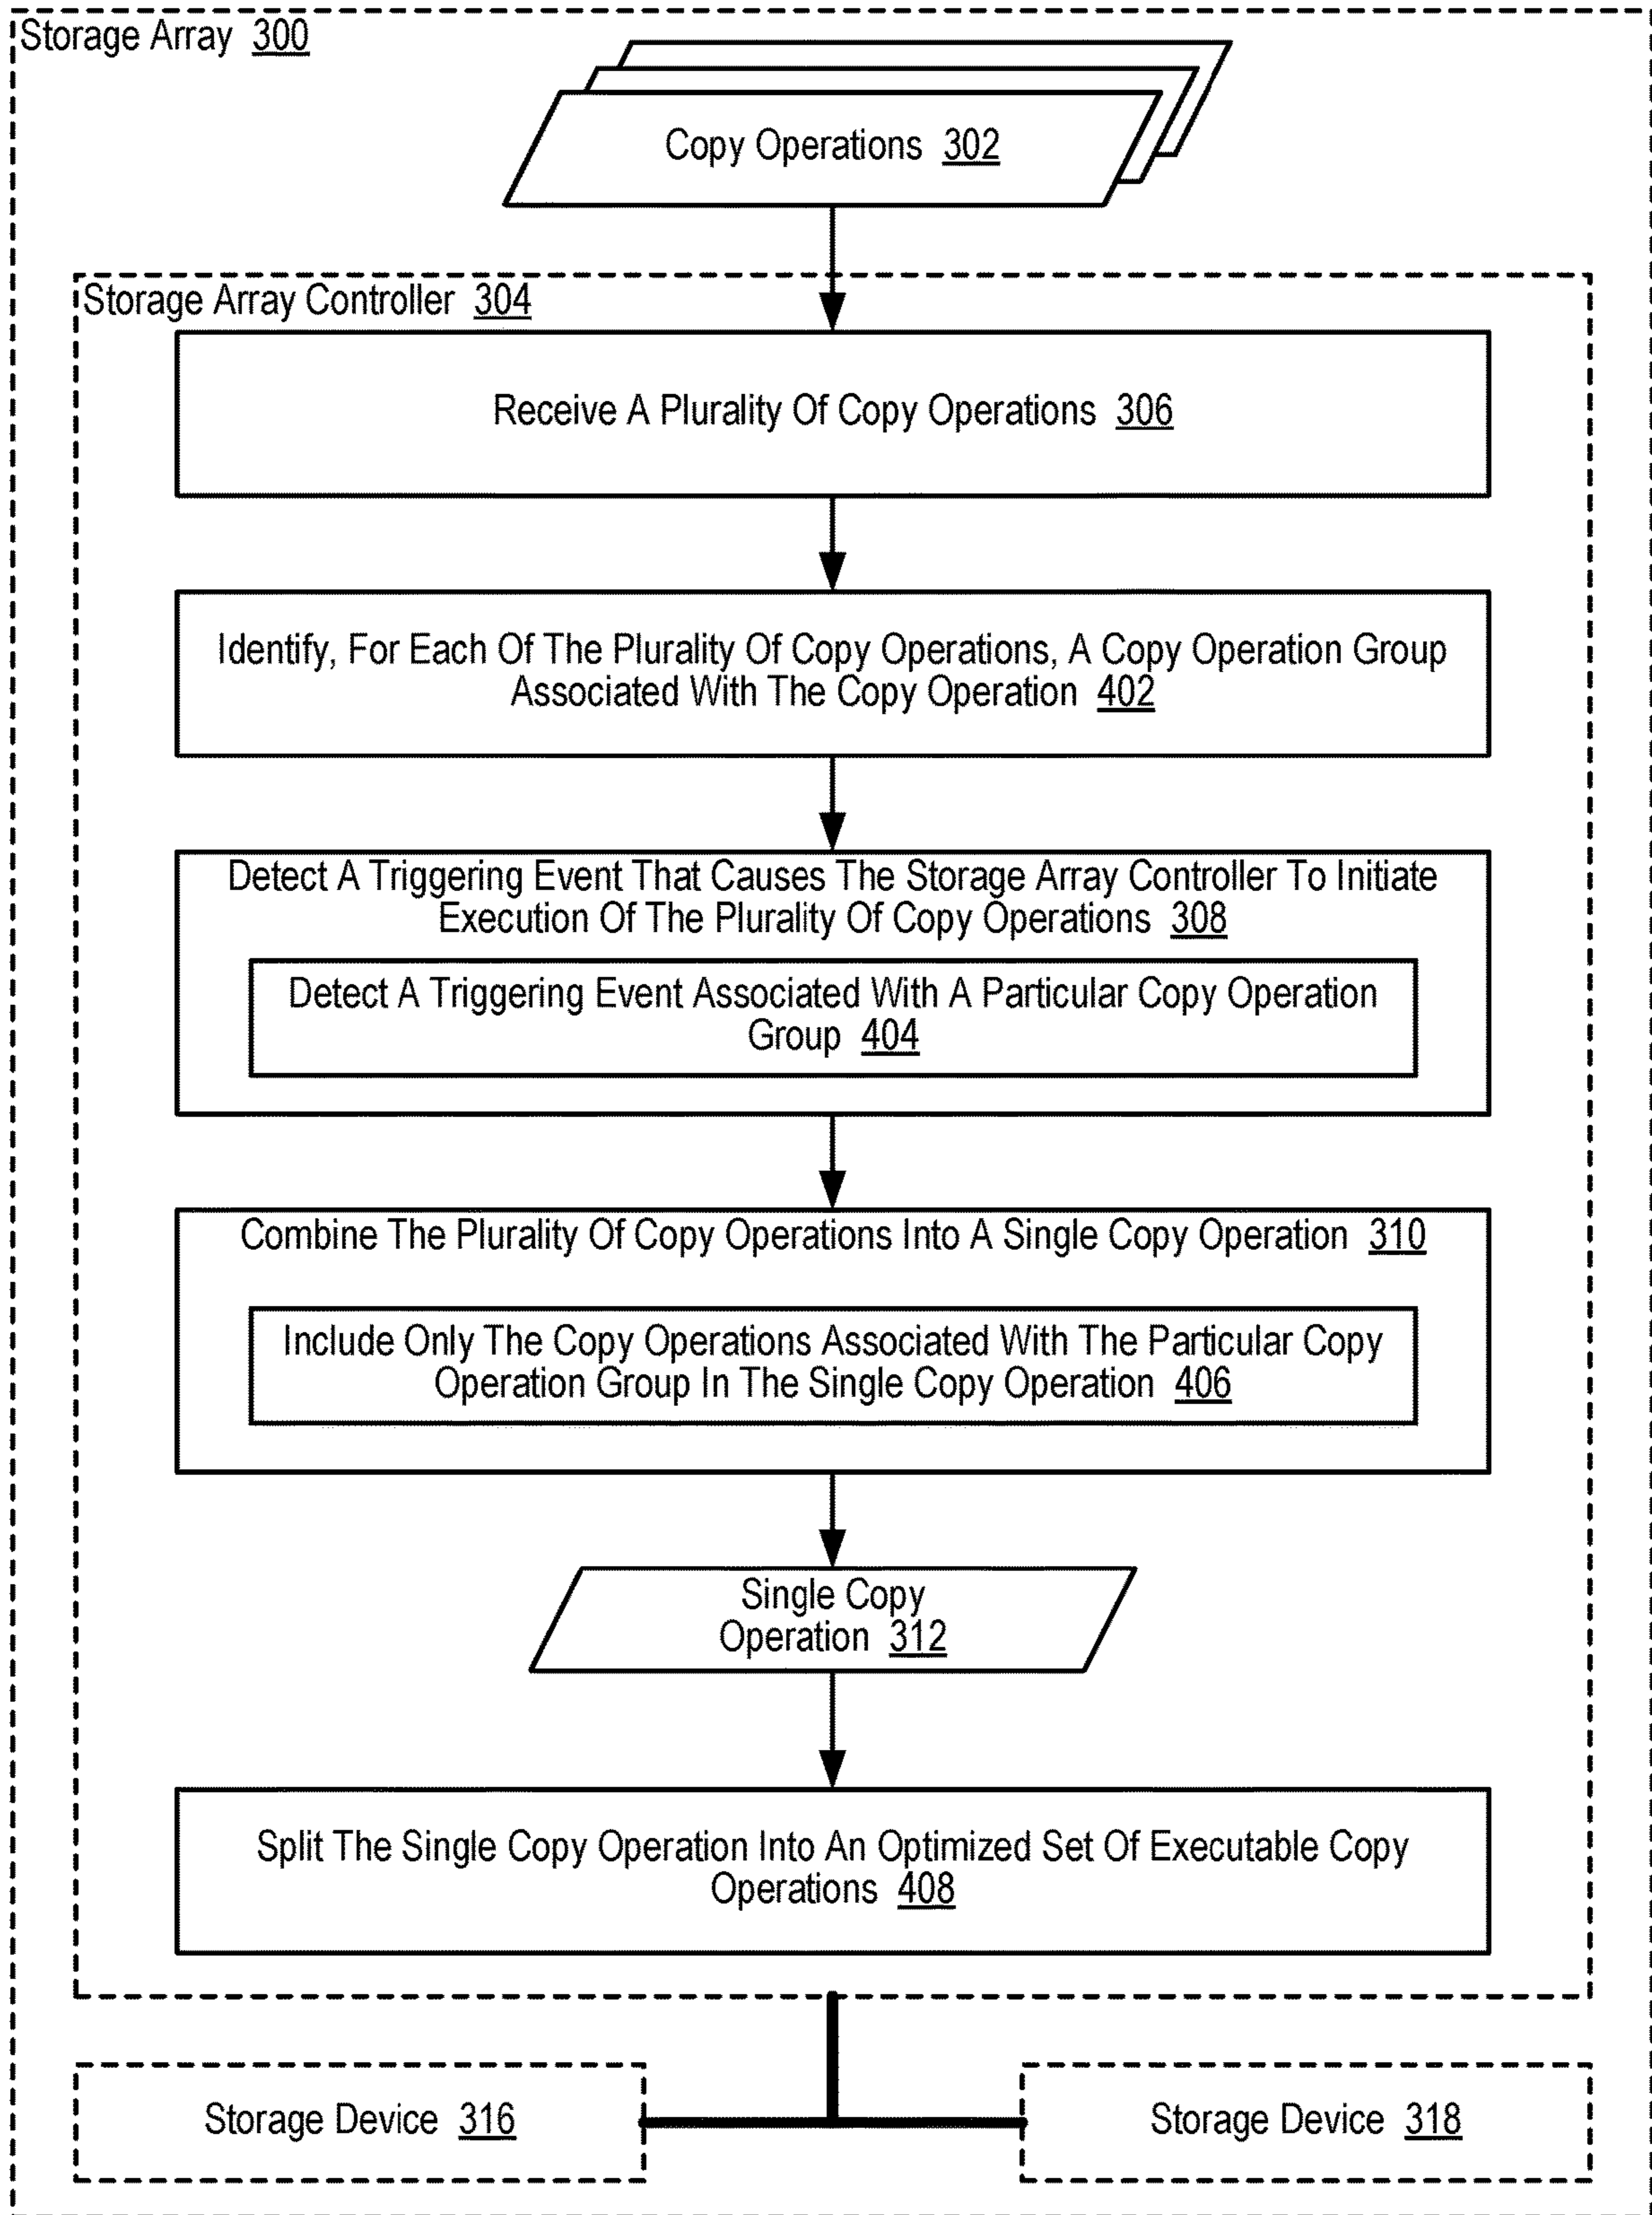 Storage Array 300
Copy Operations 302
Storage Array Controller 304
Receive A Plurality Of Copy Operations 306
Identify, For Each Of The Plurality Of Copy Operations, A Copy Operation Group
Associated With The Copy Operation 402
Detect A Triggering Event That Causes The Storage Array Controller To Initiate
Execution Of The Plurality Of Copy Operations 308
Detect A Triggering Event Associated With A Particular Copy Operation
Group 404
Combine The Plurality Of Copy Operations Into A Single Copy Operation 310
Include Only The Copy Operations Associated With The Particular Copy
Operation Group In The Single Copy Operation 406
Single Copy
Operation 312
Split The Single Copy Operation Into An Optimized Set Of Executable Copy
Operations 408
Storage Device 316
Storage Device 318